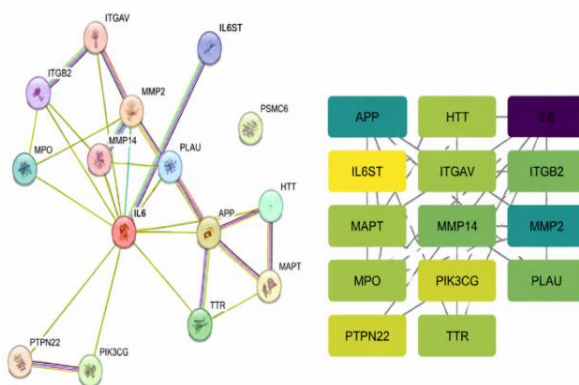 ITGAV
IL6ST
ITGB2
MMP2
PSMC6
MPO
MMP14
PLAU
HTT
IL6
APP
MAPT
TTR
PTPN22
PIK3CG
APP HTT IL6
IL6ST ITGAV ITGB2
MAPT MMP14 MMP2
MPO PIK3CG PLAU
PTPN22 TTR